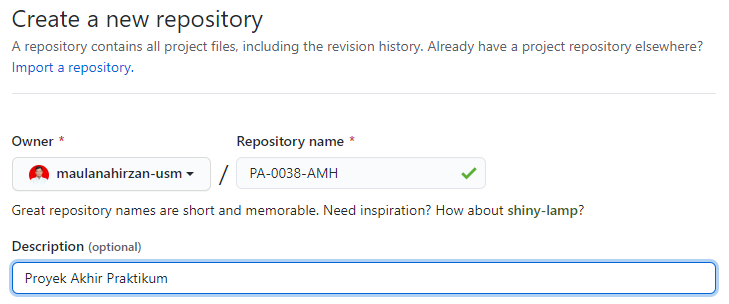 Create a new repository
A repository contains all project files, including the revision history. Already have a project repository elsewhere?
Import a repository.
Owner *
Repository name *
maulanahirzan-usm
/
PA-0038-AMH
Great repository names are short and memorable. Need inspiration? How about shiny-lamp?
Description (optional)
Proyek Akhir Praktikum